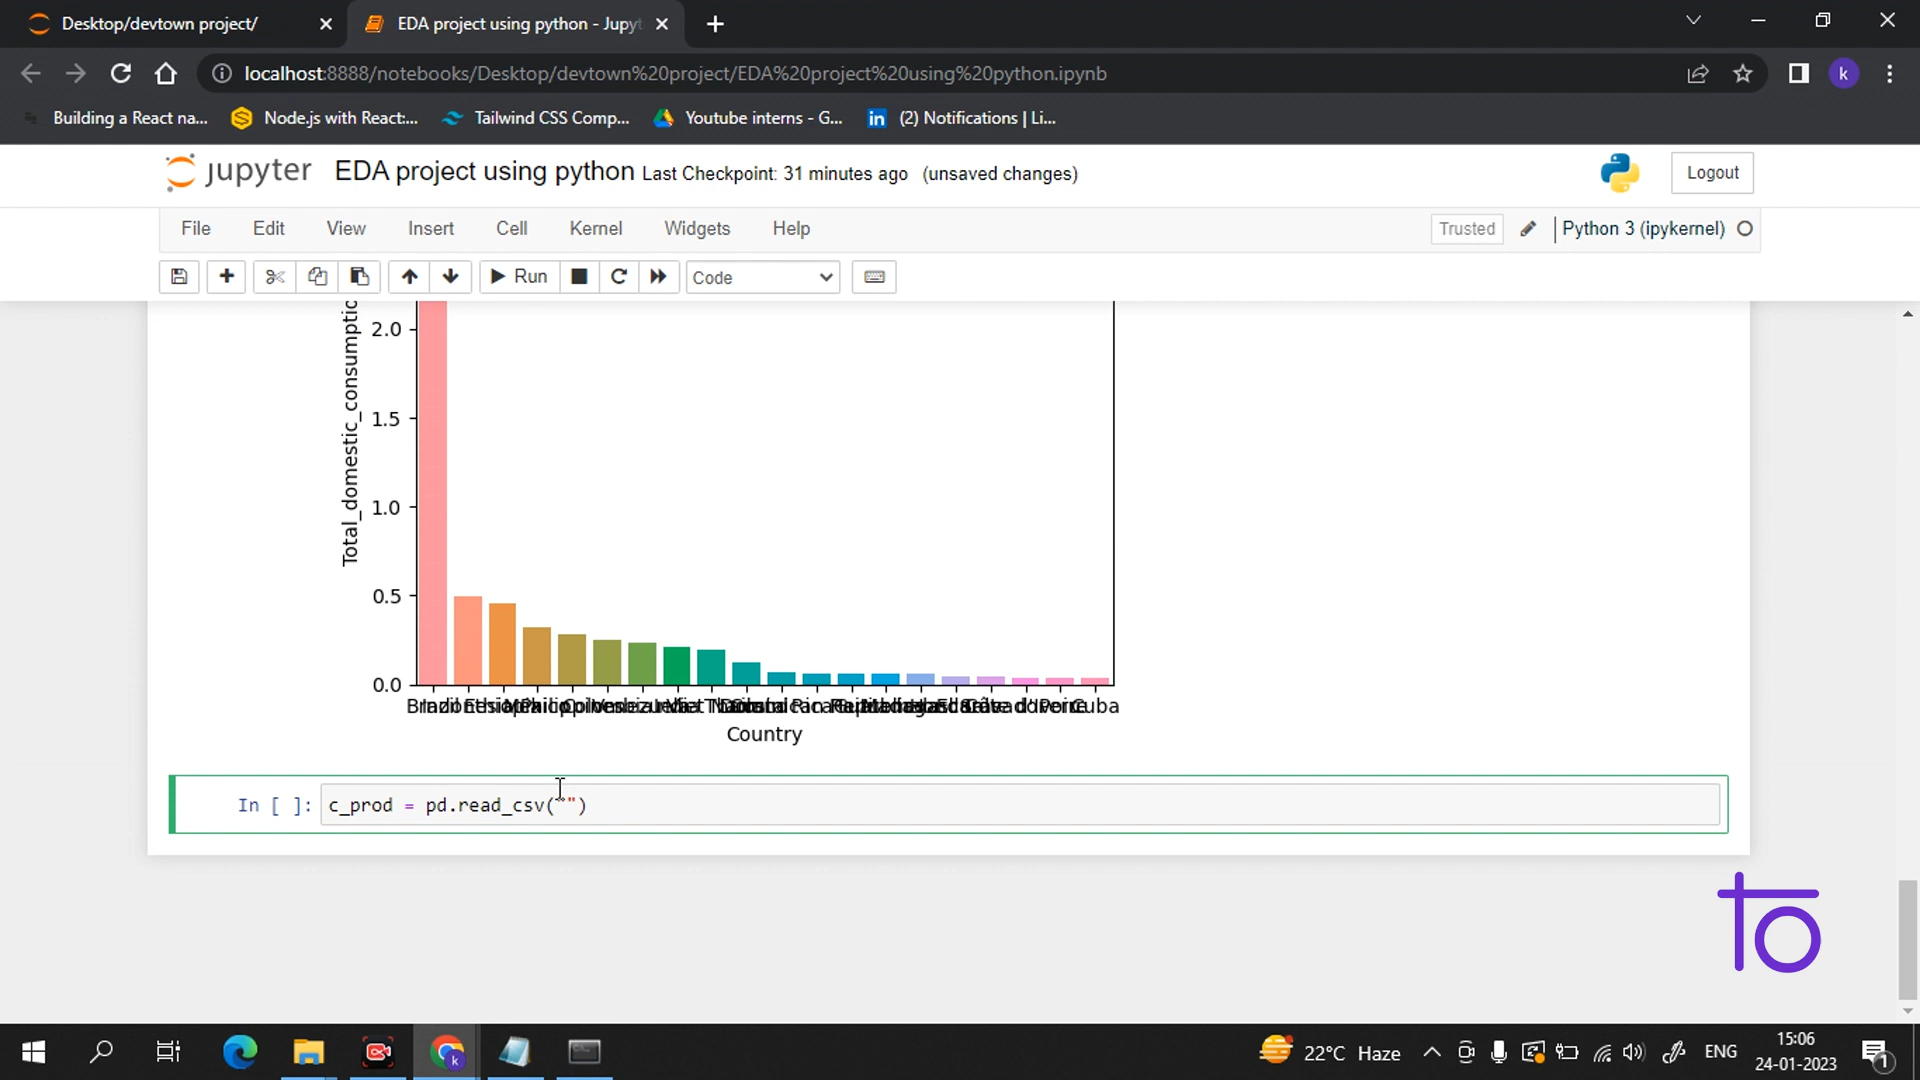 Desktop/devtown project/
EDA project using python - Jupyt
localhost:8888/notebooks/Desktop/devtown%20project/EDA%20project%20using%20python.ipynb
k
Building a React na...
Node.js with React:...
Tailwind CSS Comp...
Youtube interns - G...
in
(2) Notifications | Li...
jupyter
EDA project using python Last Checkpoint: 31 minutes ago (unsaved changes)
Logout
File Edit View Insert Cell Kernel Widgets Help
Trusted
Python 3 (ipykernel)
Run
Code
Total_domestic_consumptic
2.0
1.5
1.0
0.5
0.0
Cuba
Country
In [ ]: c_prod = pd.read_csv("")
to
k
22°C Haze
ENG
15:06
24-01-2023
1